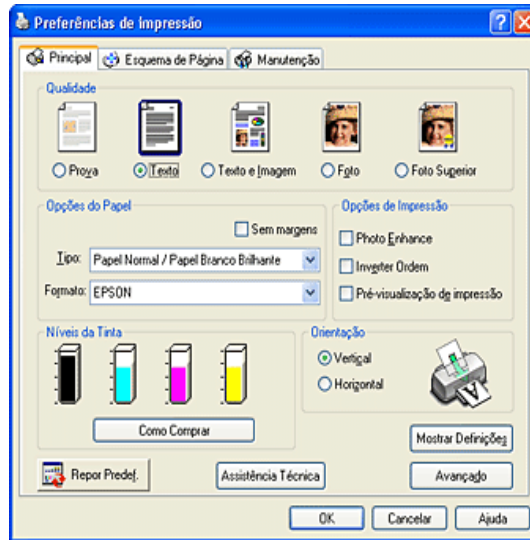 Preferências de Impressão
Principal Esquema de Página Manutenção
Qualidade
Prova Texto Texto e Imagem Foto Foto Superior
Opções do Papel Opções de Impressão
Sem margens Photo Enhance
Tipo: Papel Normal / Papel Branco Brilhante Inverter Ordem
Formato: EPSON Pré-visualização de impressão
Níveis da Tinta Orientação
Vertical
Horizontal
Como Comprar Mostrar Definições
Repor Predef. Assistência Técnica Avançado
OK Cancelar Ajuda